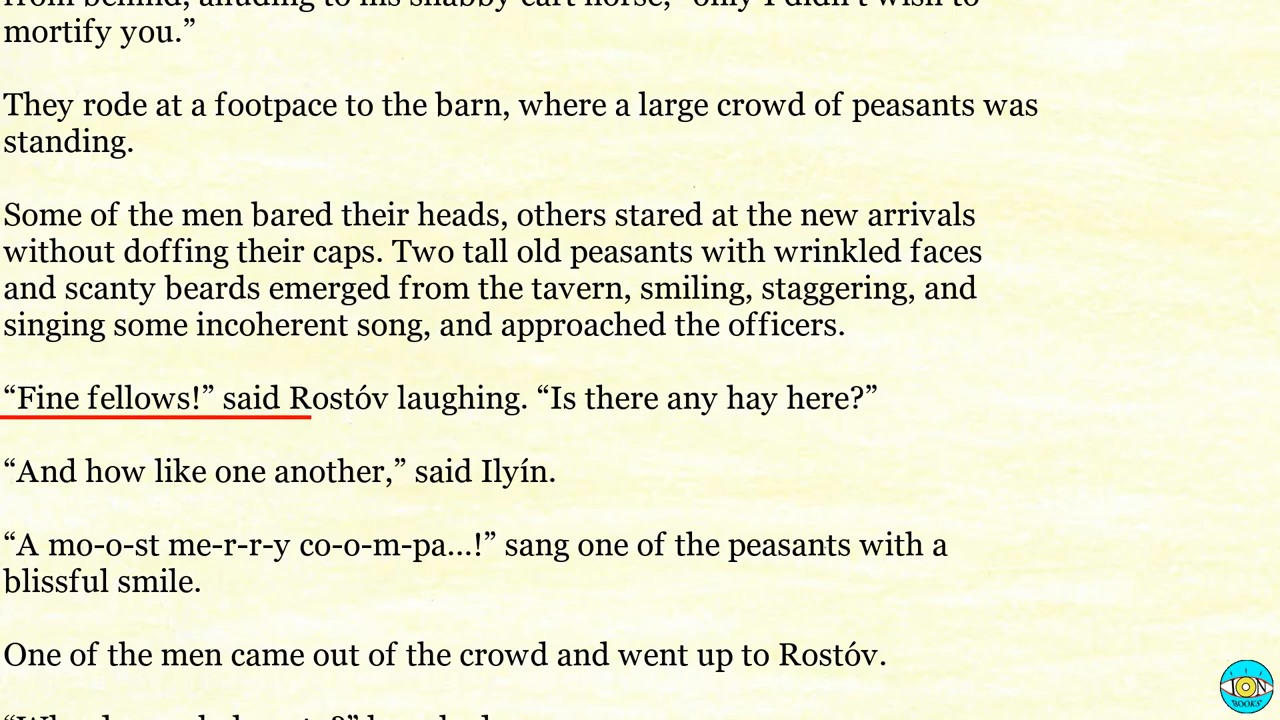 mortify you.”
They rode at a footpace to the barn, where a large crowd of peasants was
standing.
Some of the men bared their heads, others stared at the new arrivals
without doffing their caps. Two tall old peasants with wrinkled faces
and scanty beards emerged from the tavern, smiling, staggering, and
singing some incoherent song, and approached the officers.
“Fine fellows!” said Rostóv laughing. “Is there any hay here?”
“And how like one another,” said Ilyín.
“A mo-o-st me-r-r-y co-o-m-pa...!” sang one of the peasants with a
blissful smile.
One of the men came out of the crowd and went up to Rostóv.
ION
BOOKS